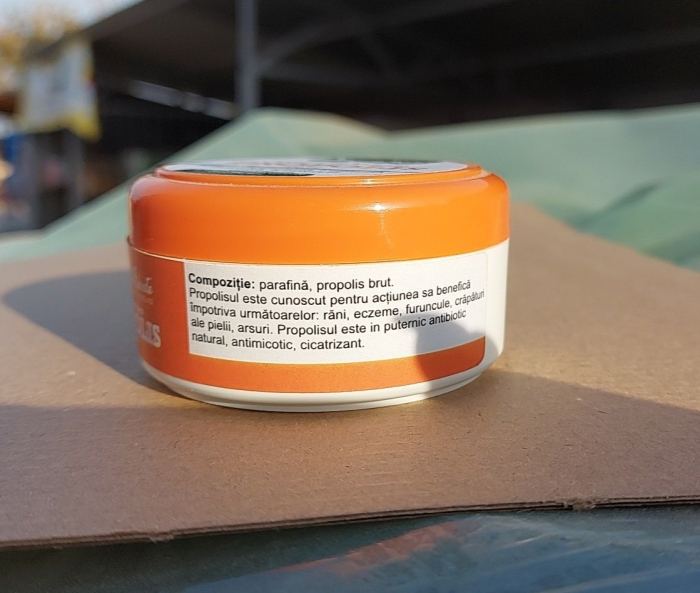 Compoziție: parafină, propolis brut.
Propolisul este cunoscut pentru acțiunea sa benefică
împotriva următoarelor: răni, eczeme, furuncule, crăpături
ale pielii, arsuri. Propolisul este in puternic antibiotic
natural, antimicotic, cicatrizant.